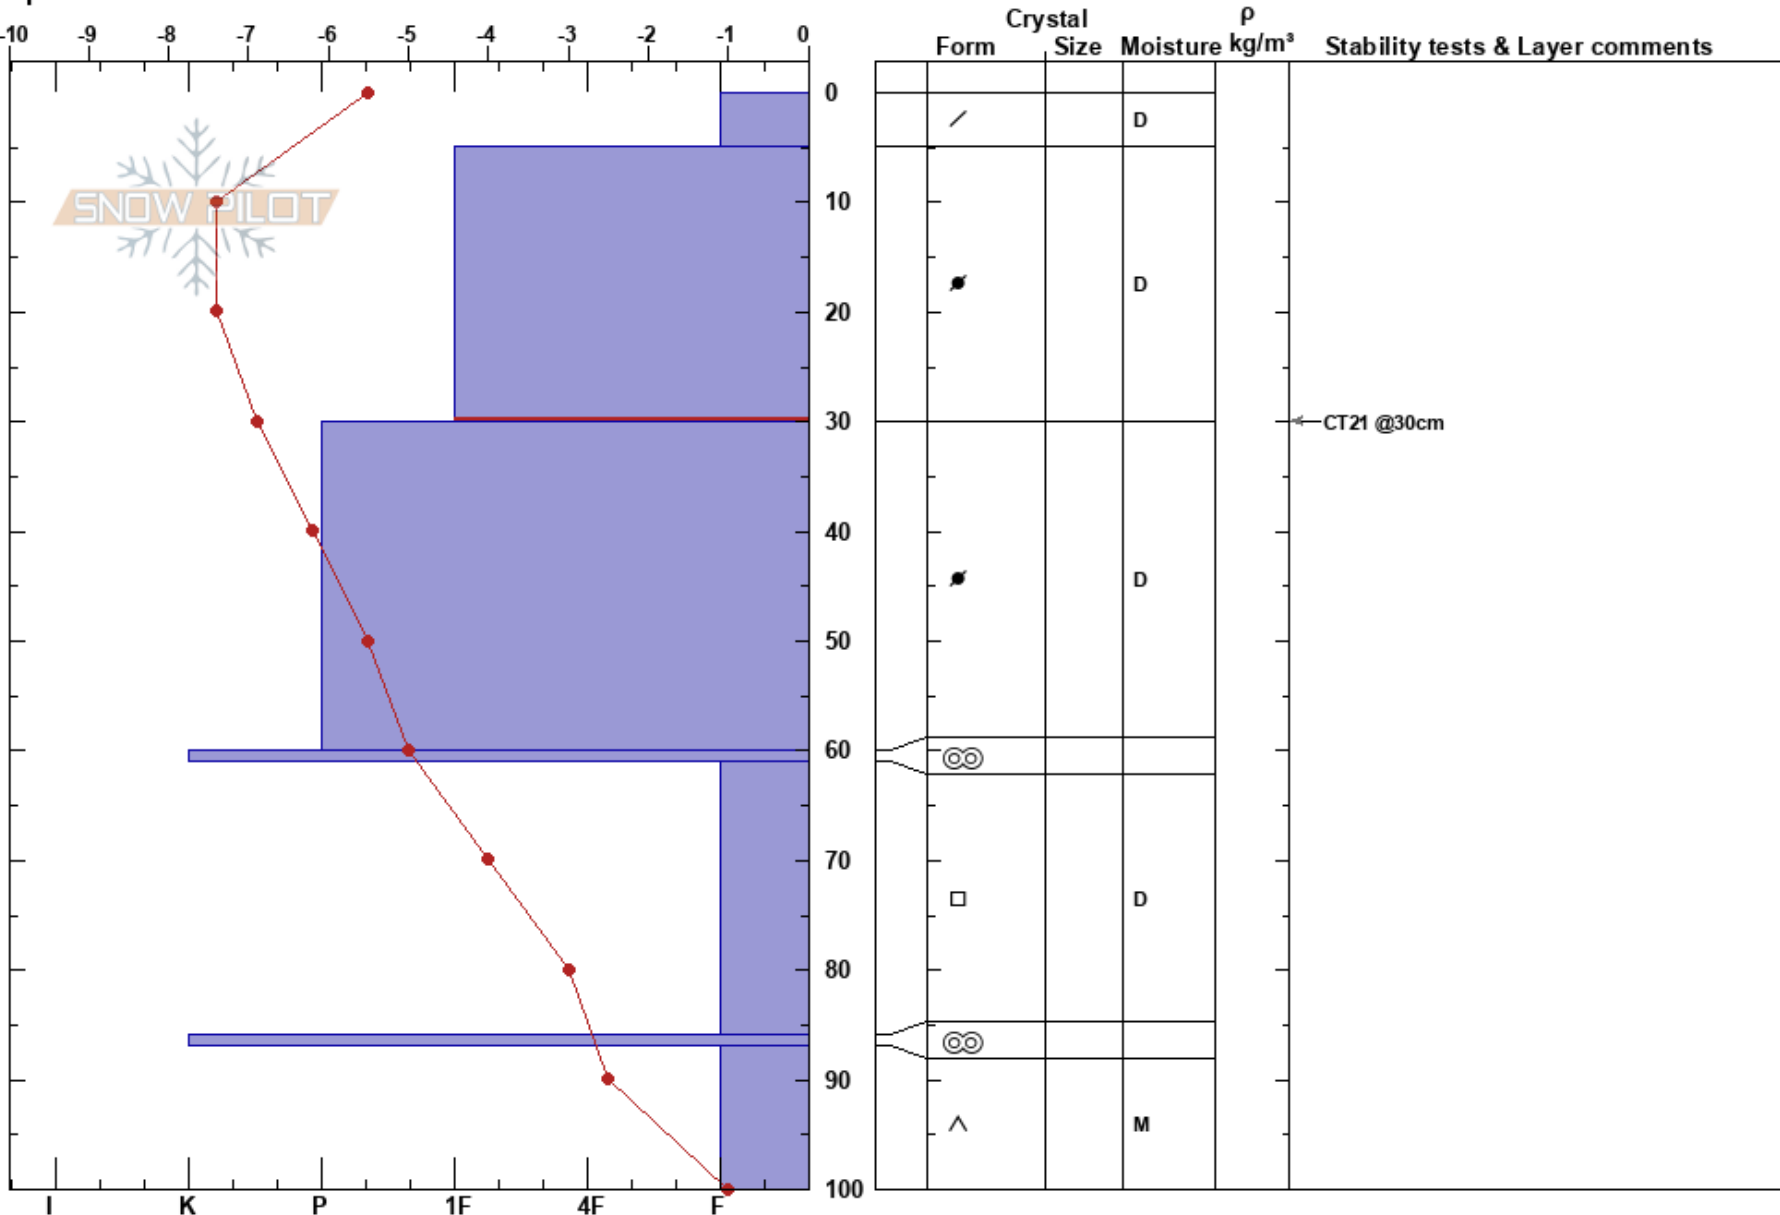 Crystal ρ
-10 -9 -8 -7 -6 -5 -4 -3 -2 -1 0 Form Size Moisture kg/m³ Stability tests & Layer comments
0
D
SNOW PILOT
10
D
20
30 CT21 @30cm
40
D
50
60
70
D
80
90
M
100
I K P 1F 4F F